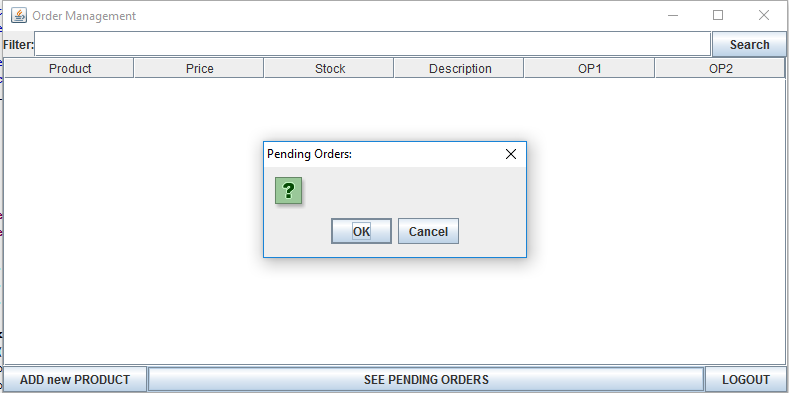 Order Management
Filter: Search
Product Price Stock Description OP1 OP2
Pending Orders:
?
OK Cancel
ADD new PRODUCT SEE PENDING ORDERS LOGOUT